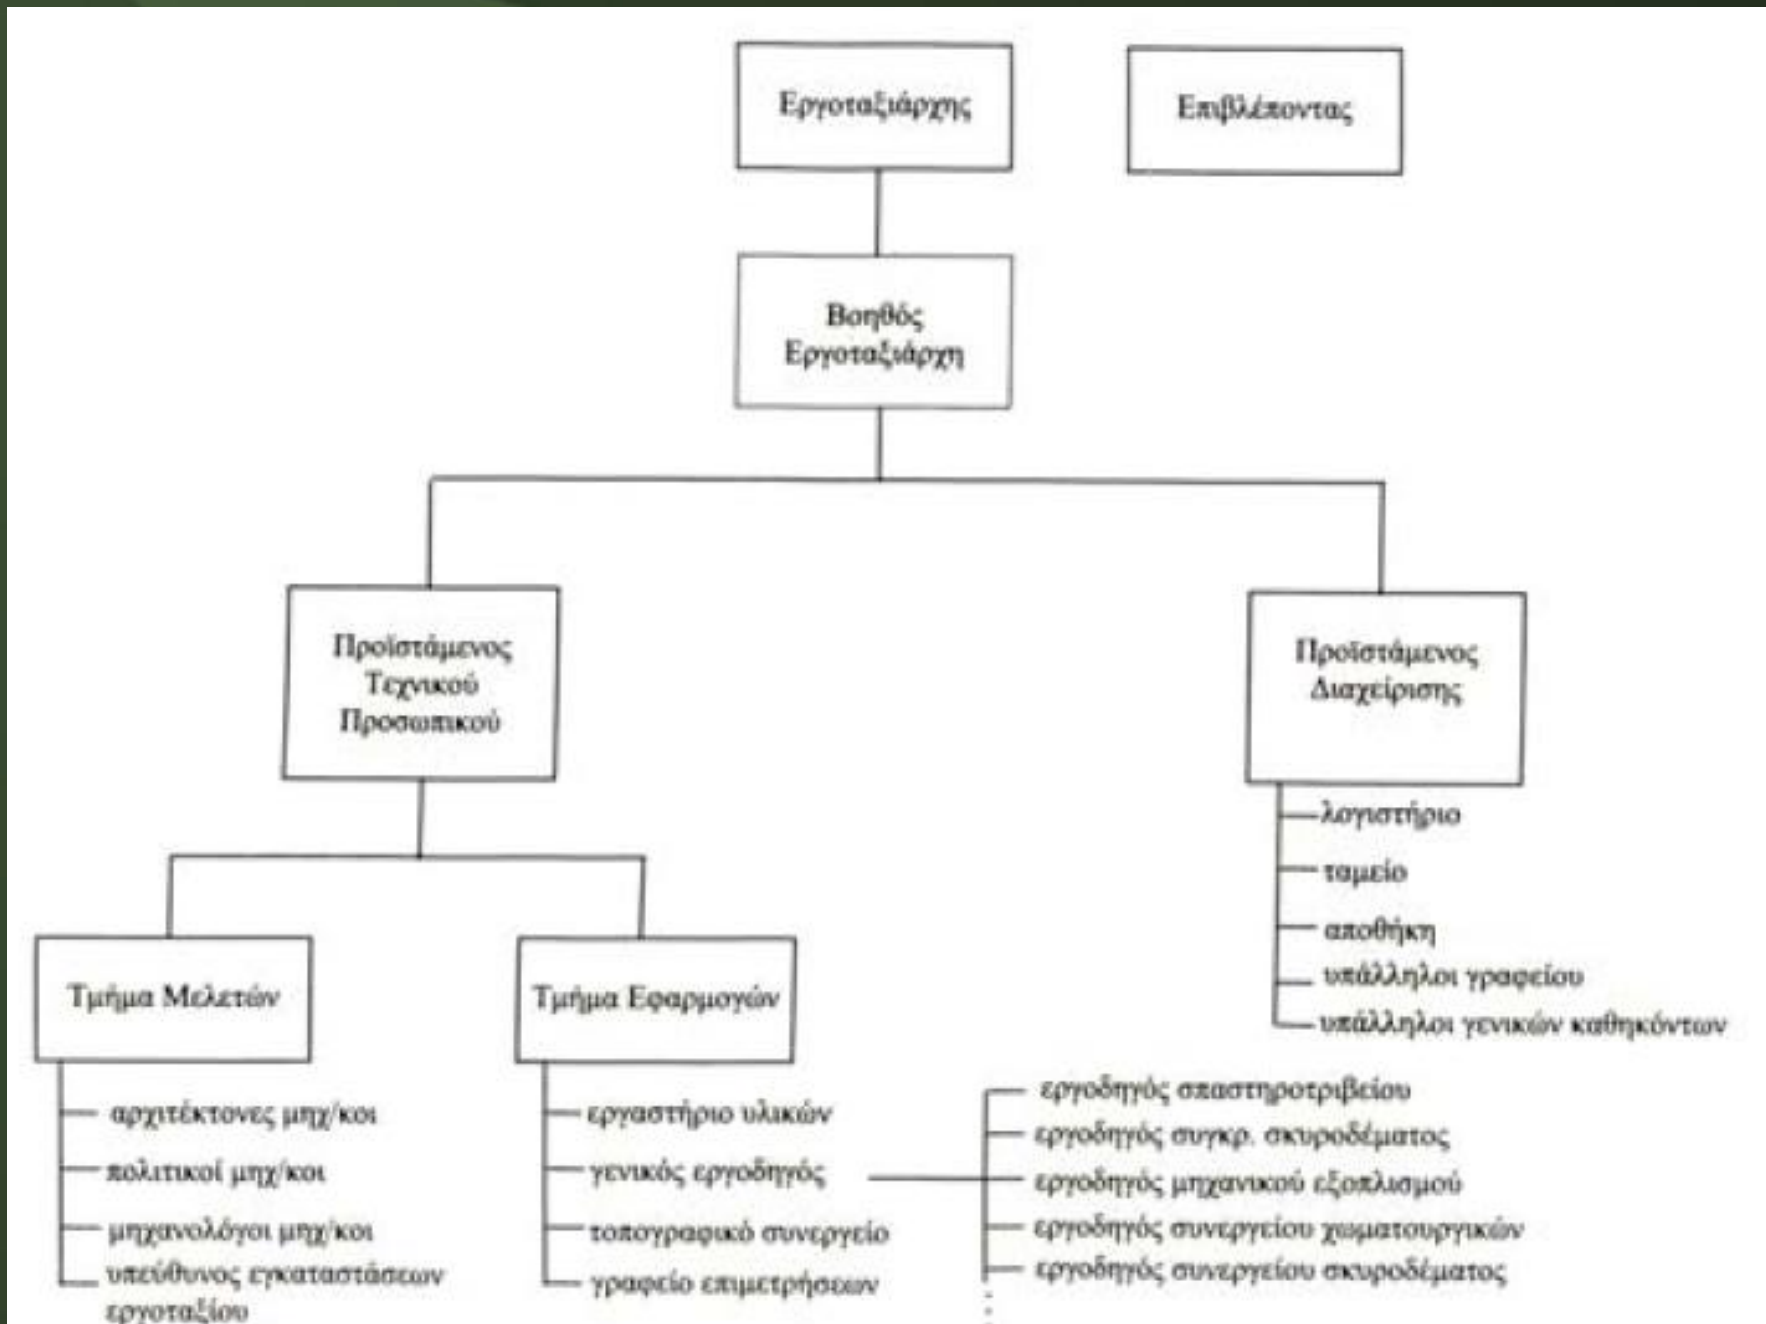 Εργοταξιάρχης
Επιβλέποντας
Βοηθός
Εργοταξιάρχη
Προϊστάμενος
Τεχνικού
Προσωπικού
Προϊστάμενος
Διαχείρισης
λογιστήριο
ταμείο
αποθήκη
υπάλληλοι γραφείου
υπάλληλοι γενικών καθηκόντων
Τμήμα Μελετών
αρχιτέκτονες μηχ/κοι
πολιτικοί μηχ/κοι
μηχανολόγοι μηχ/κοι
υπεύθυνος εγκαταστάσεων
εργοταξίου
Τμήμα Εφαρμογών
εργαστήριο υλικών
γενικός εργοδηγός
τοπογραφικό συνεργείο
γραφείο επιμετρήσεων
εργοδηγός σπαστηροτριβείου
εργοδηγός συγκρ. σκυροδέματος
εργοδηγός μηχανικού εξοπλισμού
εργοδηγός συνεργείου χωματουργικών
εργοδηγός συνεργείου σκυροδέματος